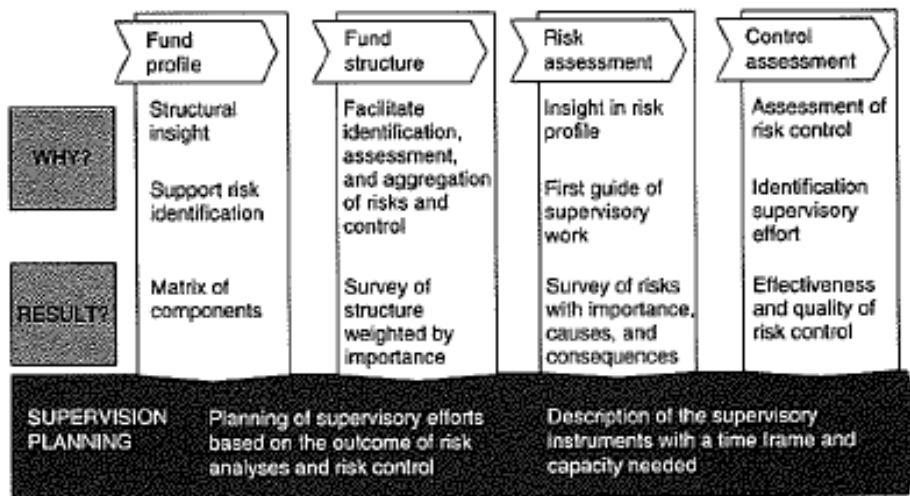 Fund
profile
Fund
structure
Risk
assessment
Control
assessment
WHY?
Structural
insight
Support risk
identification
Facilitate
identification,
assessment,
and aggregation
of risks and
control
Insight in risk
profile
First guide of
supervisory
work
Assessment of
risk control
Identification
supervisory
effort
RESULT?
Matrix of
components
Survey of
structure
weighted by
importance
Survey of risks
with importance,
causes, and
consequences
Effectiveness
and quality of
risk control
SUPERVISION
PLANNING
Planning of supervisory efforts
based on the outcome of risk
analyses and risk control
Description of the supervisory
instruments with a time frame and
capacity needed